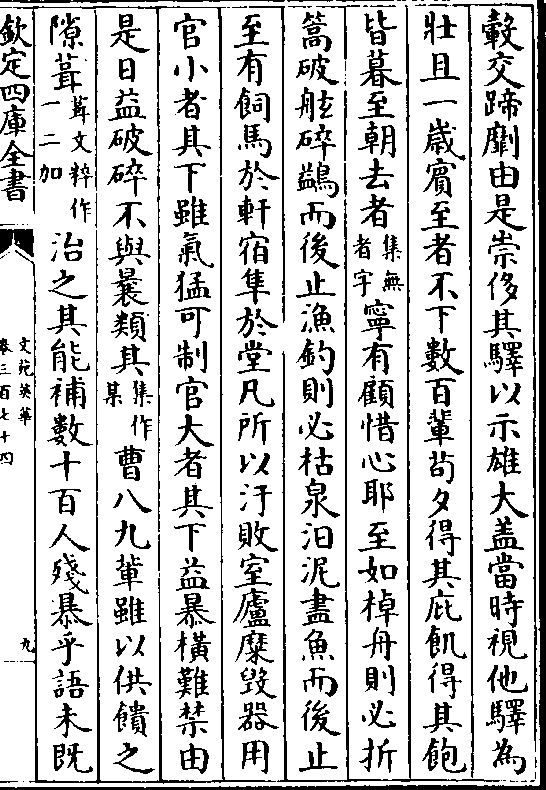 轂交蹄劘由是崇侈其驛以示雄大盖當時視他驛為
壯且一歲賓至者不下數百輩茍夕得其庇飢得其飽
皆暮至朝去者集無者字寧有顧惜心耶至如棹舟則必折
篙破舷碎鷁而後止漁釣則必枯泉汨泥盡魚而後止
至有飼馬於軒宿隼於堂凡所以汙敗室廬糜毀器用
官小者其下雖氣猛可制官大者其下益暴橫難禁由
是日益破碎不與曩類其集作某曹八九輩雖以供饋之
隙葺葺文粹作一二加治之其能補數十百人殘暴乎語未既
欽定四庫全書
文苑英華
卷三百七十四
九